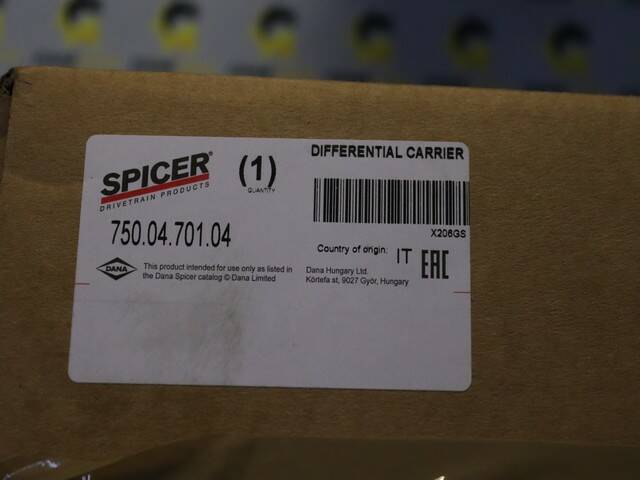 SPICER®
DRIVETRAIN PRODUCTS
(1)
QUANTITY
DIFFERENTIAL CARRIER
X206GS
750.04.701.04
Country of origin: IT
EAC
DANA
This product intended for use only as listed in
the Dana Spicer catalog © Dana Limited
Dana Hungary Ltd.
Körtefa st, 9027 Győr, Hungary